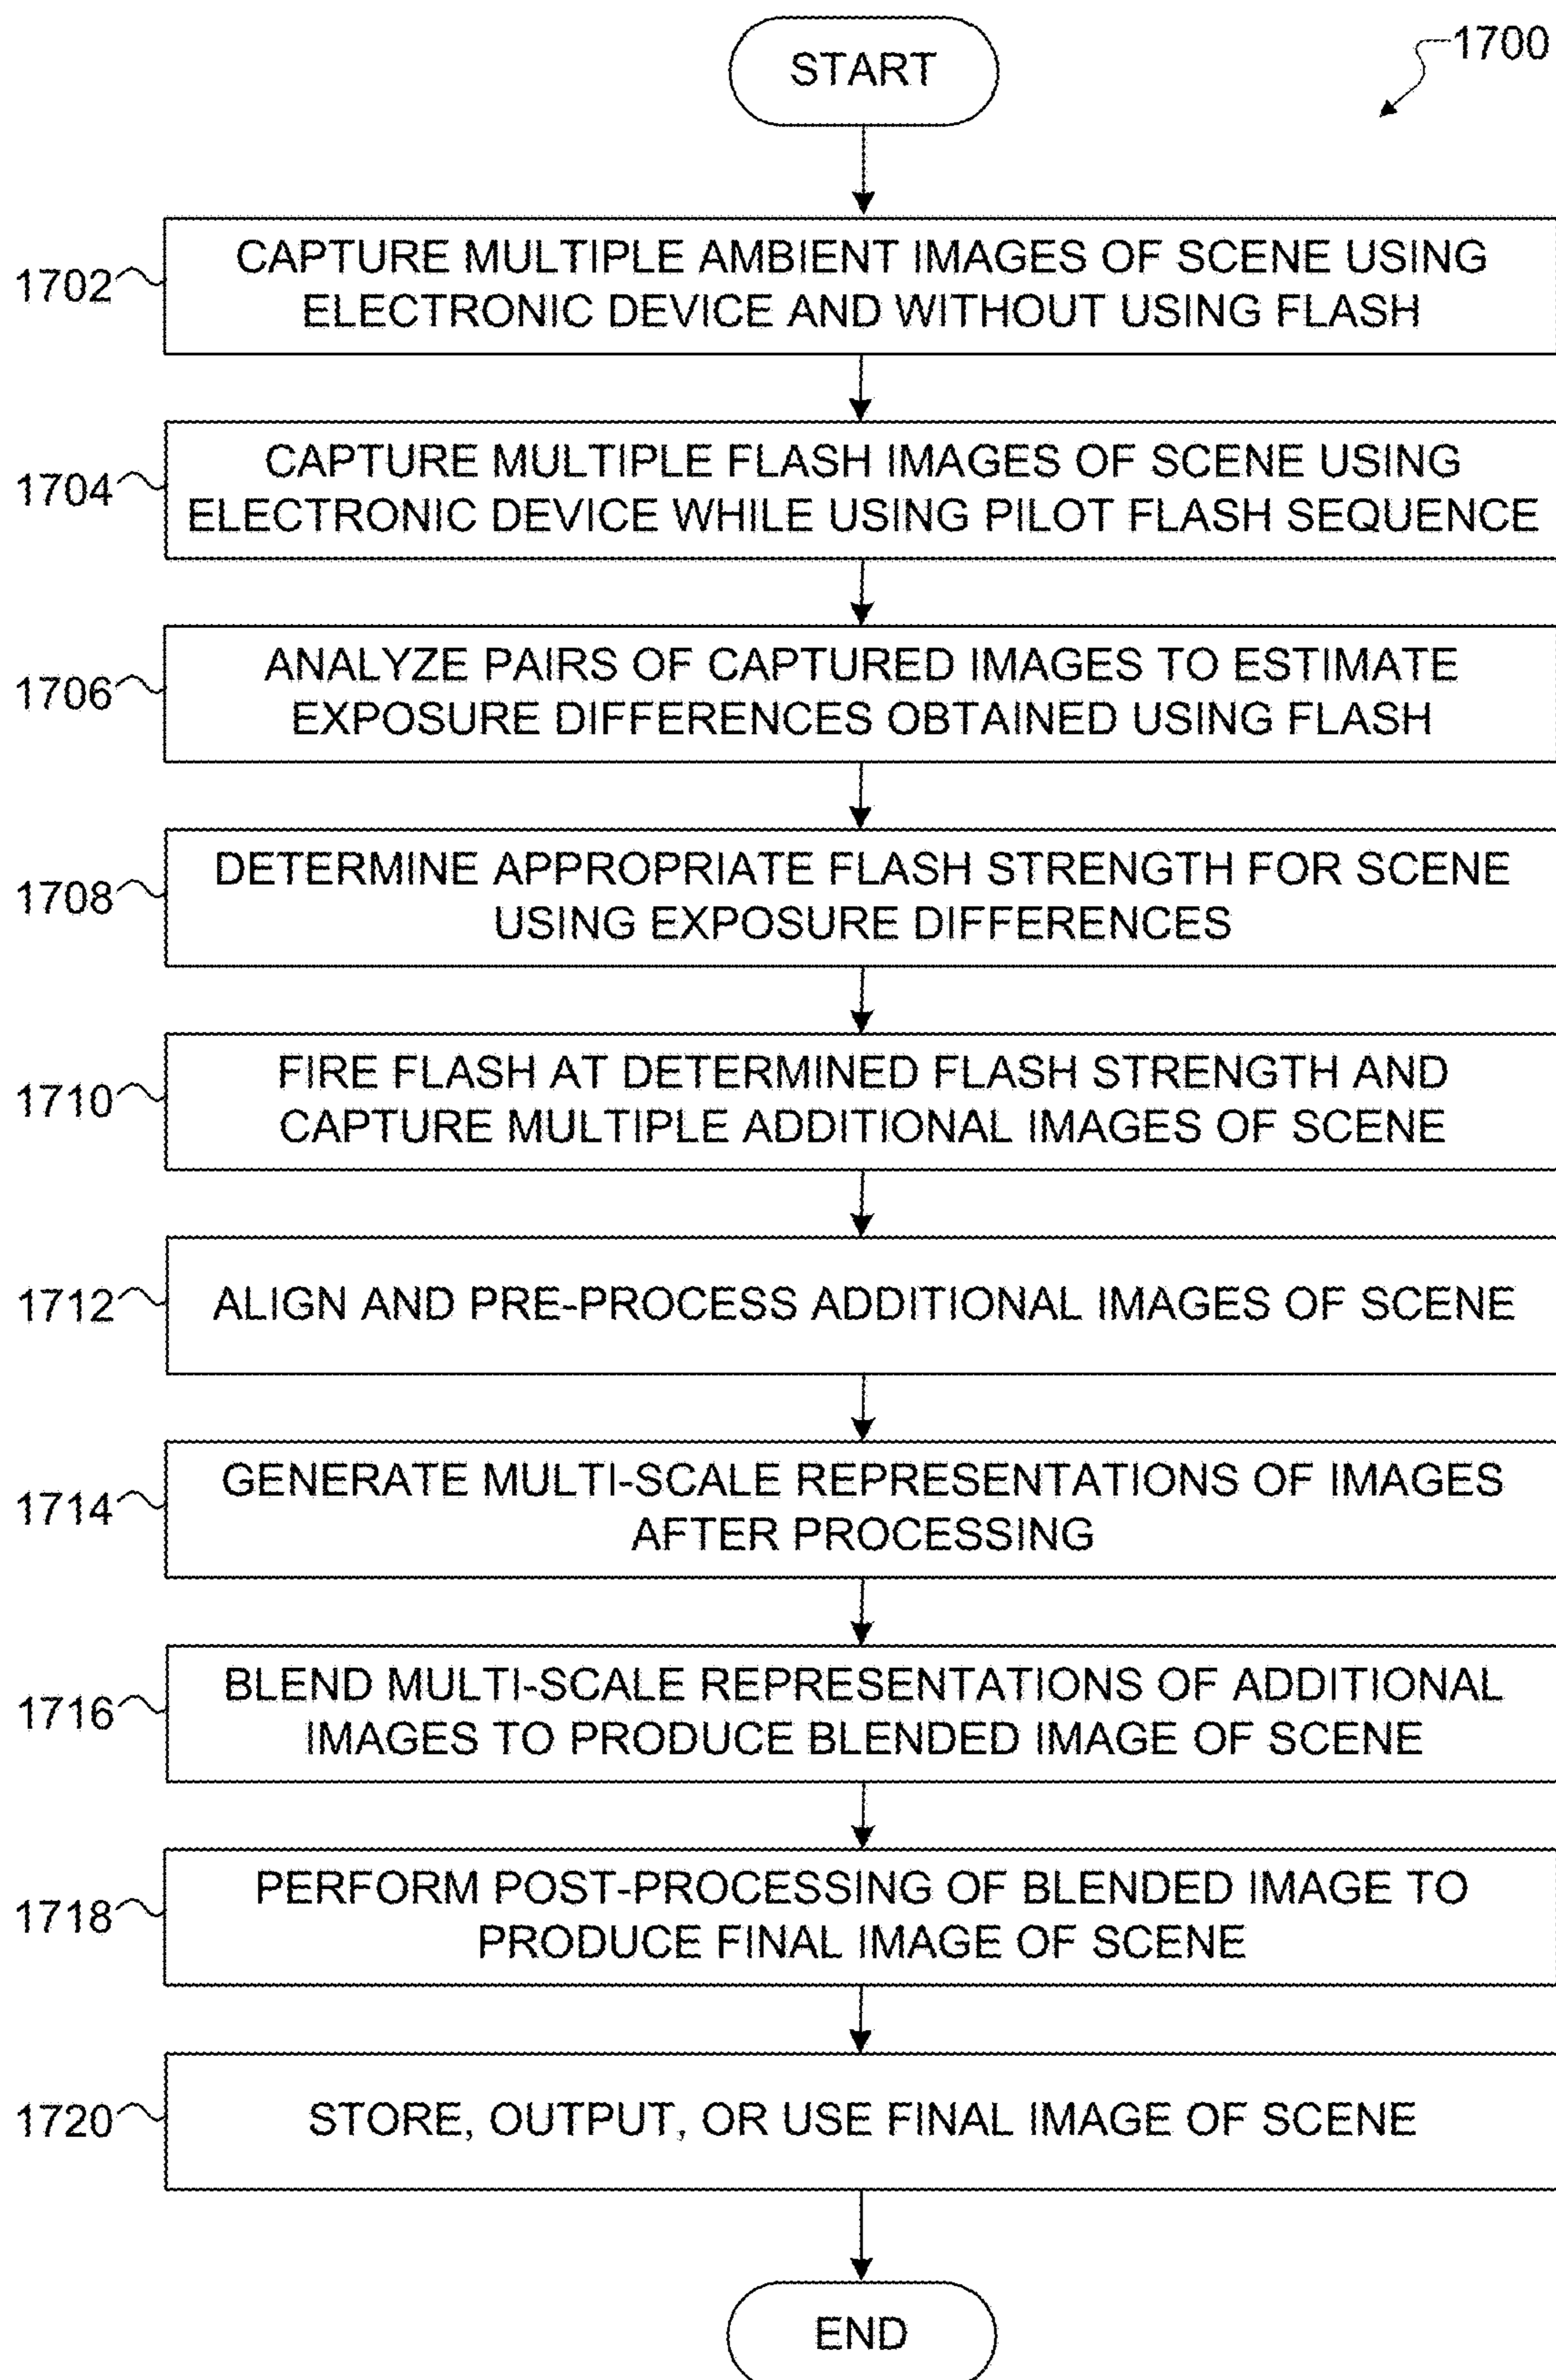 START
1700
1702
CAPTURE MULTIPLE AMBIENT IMAGES OF SCENE USING
ELECTRONIC DEVICE AND WITHOUT USING FLASH
1704
CAPTURE MULTIPLE FLASH IMAGES OF SCENE USING
ELECTRONIC DEVICE WHILE USING PILOT FLASH SEQUENCE
1706
ANALYZE PAIRS OF CAPTURED IMAGES TO ESTIMATE
EXPOSURE DIFFERENCES OBTAINED USING FLASH
1708
DETERMINE APPROPRIATE FLASH STRENGTH FOR SCENE
USING EXPOSURE DIFFERENCES
1710
FIRE FLASH AT DETERMINED FLASH STRENGTH AND
CAPTURE MULTIPLE ADDITIONAL IMAGES OF SCENE
1712
ALIGN AND PRE-PROCESS ADDITIONAL IMAGES OF SCENE
1714
GENERATE MULTI-SCALE REPRESENTATIONS OF IMAGES
AFTER PROCESSING
1716
BLEND MULTI-SCALE REPRESENTATIONS OF ADDITIONAL
IMAGES TO PRODUCE BLENDED IMAGE OF SCENE
1718
PERFORM POST-PROCESSING OF BLENDED IMAGE TO
PRODUCE FINAL IMAGE OF SCENE
1720
STORE, OUTPUT, OR USE FINAL IMAGE OF SCENE
END